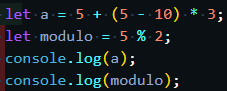 let a = 5 + (5 - 10) * 3;
let modulo = 5 % 2;
console.log(a);
console.log(modulo);